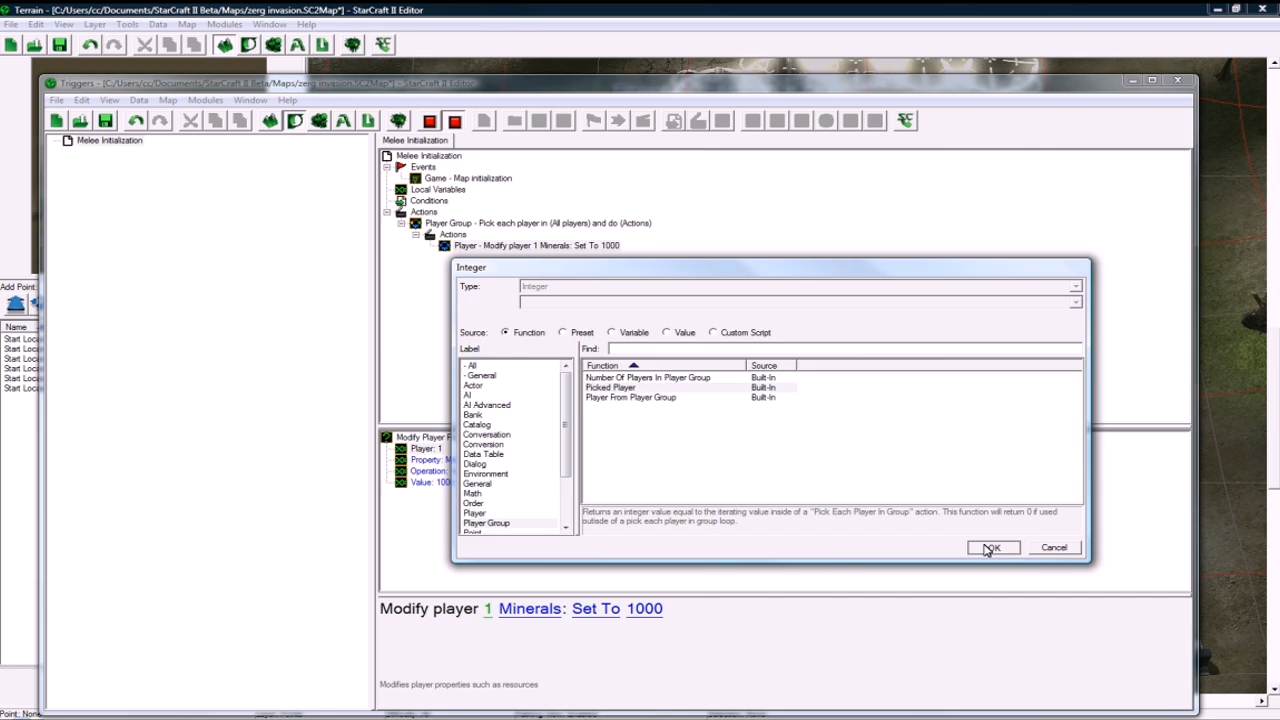 Terrain - [C:/Users/cc/Documents/StarCraft II Beta/Maps/zerg invasion.SC2Map*] - StarCraft II Editor
File Edit View Layer Tools Data Map Modules Window Help
Triggers - [C:/Users/cc/Documents/StarCraft II Beta/Maps/zerg invasion.SC2Map*] - StarCraft II Editor
File Edit View Data Map Modules Window Help
Melee Initialization
Melee Initialization
Melee Initialization
Events
Game - Map initialization
Local Variables
Conditions
Actions
Player Group - Pick each player in (All players) and do (Actions)
Actions
Player - Modify player 1 Minerals: Set To 1000
Add Point:
Name
Start Loca
Start Loca
Start Loca
Start Loca
Start Loca
Start Loca
Integer
Type: Integer
Source: Function Preset Variable Value Custom Script
Label
- All
- General
Actor
AI
AI Advanced
Bank
Catalog
Conversation
Conversion
Data Table
Dialog
Environment
General
Math
Order
Player
Player Group
Point
Find:
Function Source
Number Of Players In Player Group Built-In
Picked Player Built-In
Player From Player Group Built-In
Returns an integer value equal to the iterating value inside of a "Pick Each Player In Group" action. This function will return 0 if used
outside of a pick each player in group loop.
OK Cancel
Modify Player P
Player: 1
Property: M
Operation:
Value: 100
Modify player 1 Minerals: Set To 1000
Modifies player properties such as resources
Point: None